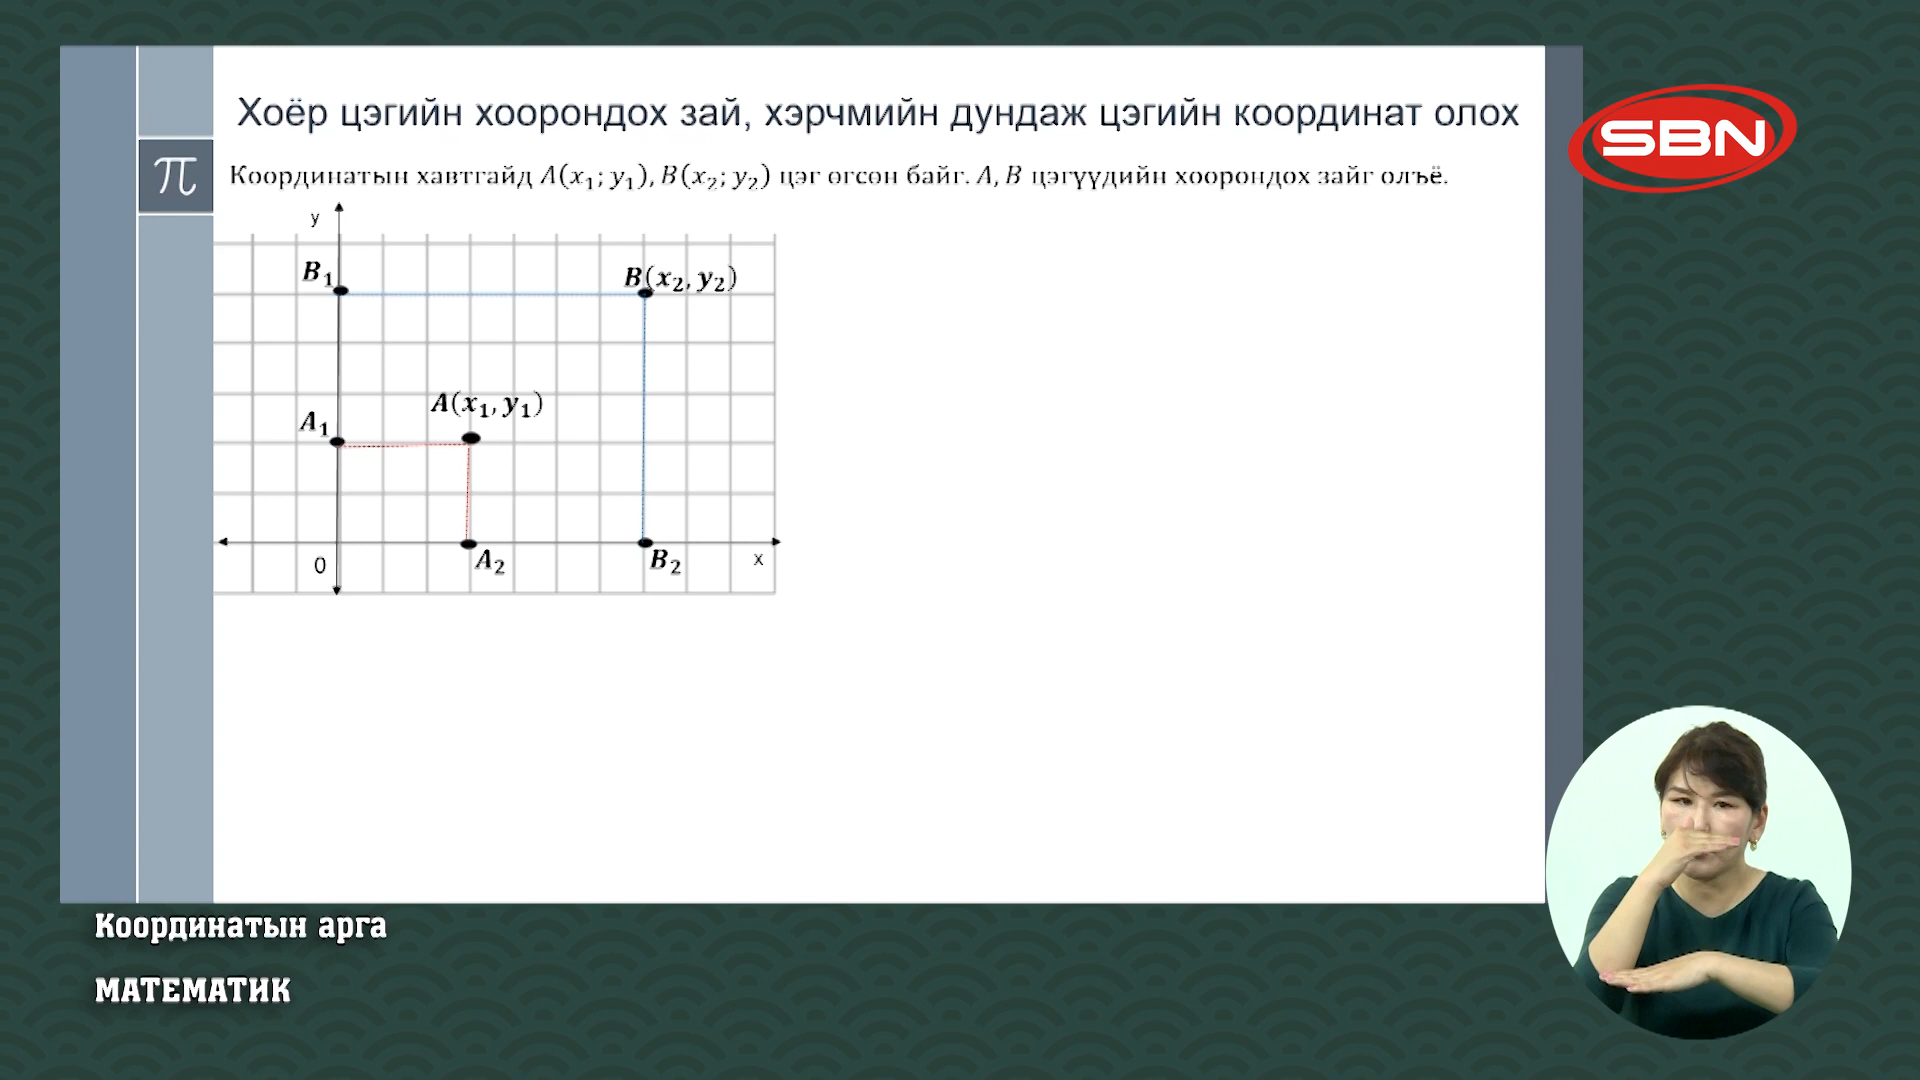 Хоёр цэгийн хоорондох зай, хэрчмийн дундаж цэгийн координат олох
π
Координатын хавтгайд A(x₁; y₁), B(x₂; y₂) цэг өгсөн байг. A, B цэгүүдийн хоорондох зайг олъё.
y
B₁
B(x₂, y₂)
A(x₁, y₁)
A₁
0
A₂
B₂
x
SBN
Координатын арга
МАТЕМАТИК